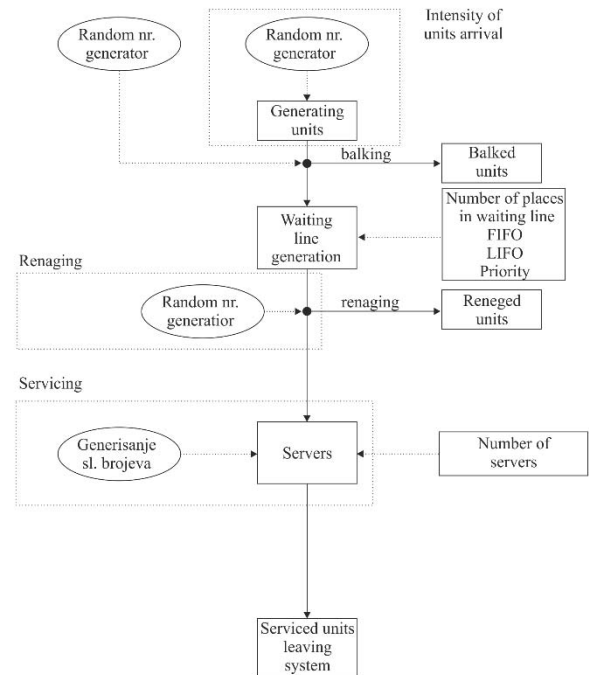 Intensity of
units arrival
Random nr.
generator
Random nr.
generator
Generating
units
balking
Balked
units
Waiting
line
generation
Number of places
in waiting line
FIFO
LIFO
Priority
Renaging
Random nr.
generatior
renaging
Reneged
units
Servicing
Generisanje
sl. brojeva
Servers
Number of
servers
Serviced units
leaving
system